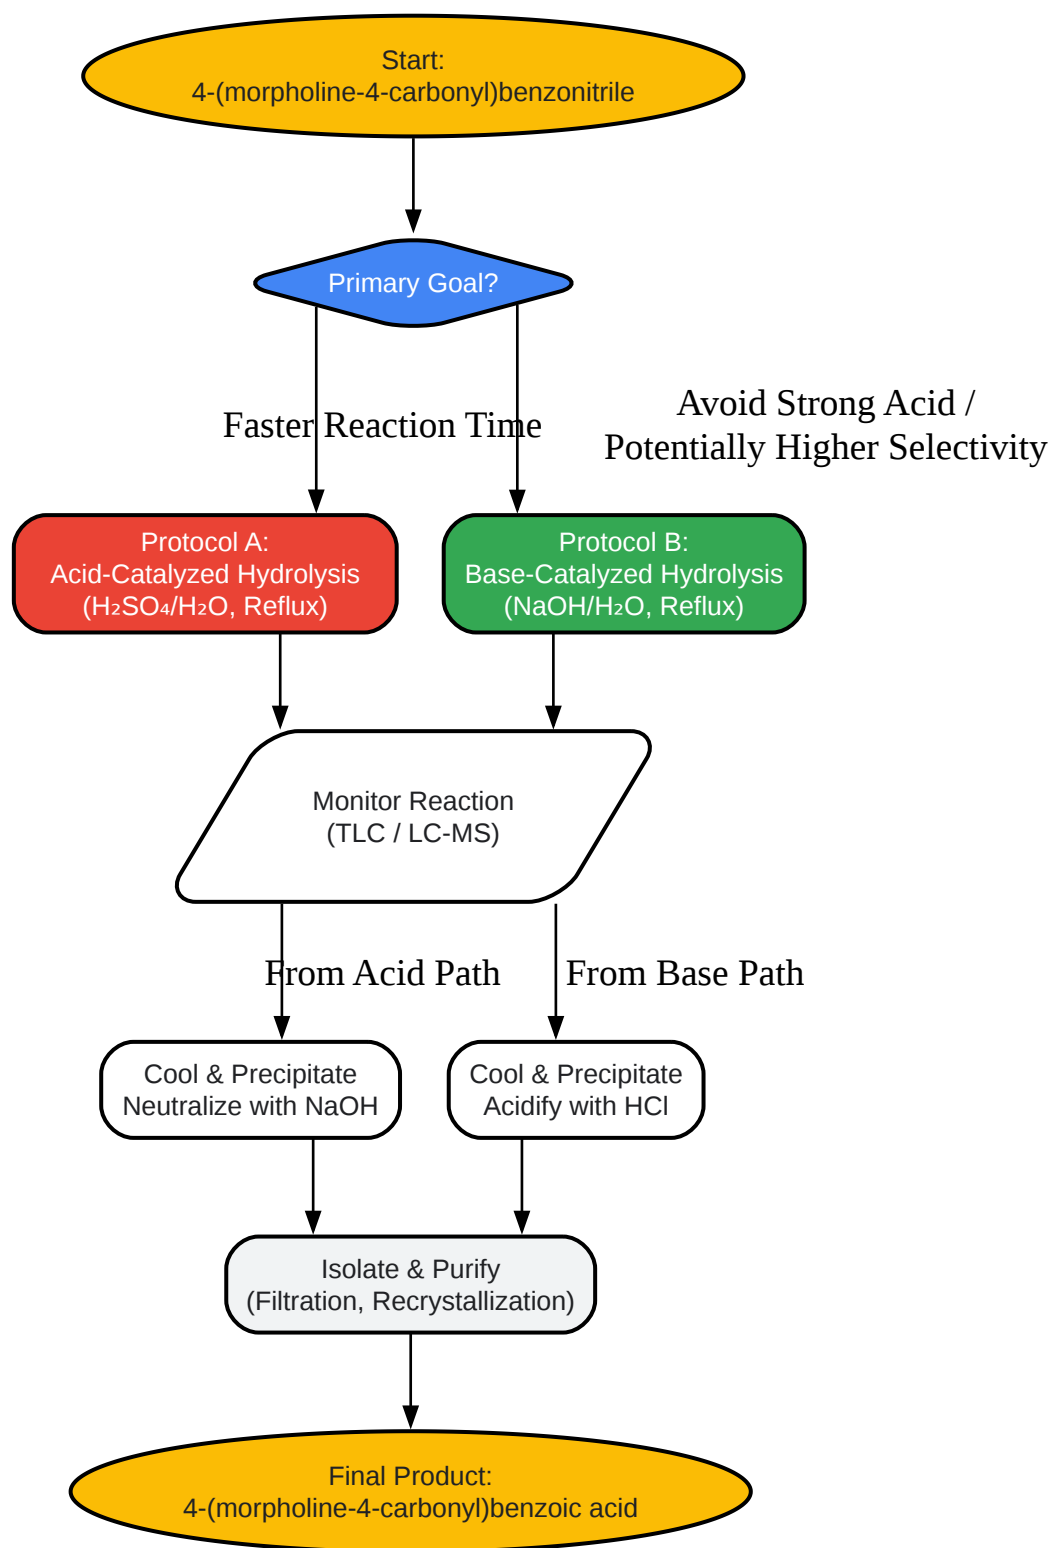 Start:
4-(morpholine-4-carbonyl)benzonitrile
Primary Goal?
Faster Reaction Time
Avoid Strong Acid /
Potentially Higher Selectivity
Protocol A:
Acid-Catalyzed Hydrolysis
(H₂SO₄/H₂O, Reflux)
Protocol B:
Base-Catalyzed Hydrolysis
(NaOH/H₂O, Reflux)
Monitor Reaction
(TLC / LC-MS)
From Acid Path
From Base Path
Cool & Precipitate
Neutralize with NaOH
Cool & Precipitate
Acidify with HCl
Isolate & Purify
(Filtration, Recrystallization)
Final Product:
4-(morpholine-4-carbonyl)benzoic acid